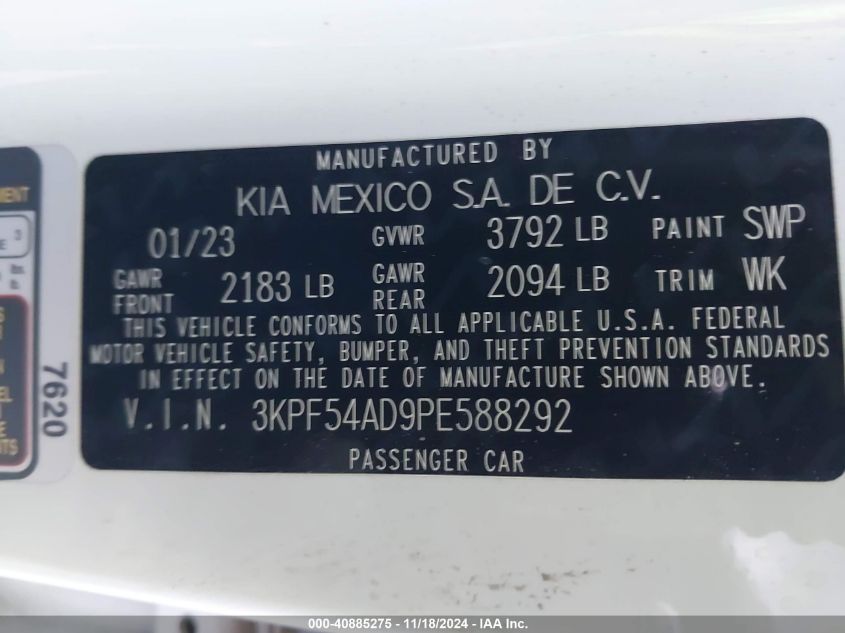 MANUFACTURED BY
KIA MEXICO S.A. DE C.V.
01/23 GVWR 3792 LB PAINT SWP
GAWR FRONT 2183 LB GAWR REAR 2094 LB TRIM WK
THIS VEHICLE CONFORMS TO ALL APPLICABLE U.S.A. FEDERAL
MOTOR VEHICLE SAFETY, BUMPER, AND THEFT PREVENTION STANDARDS
IN EFFECT ON THE DATE OF MANUFACTURE SHOWN ABOVE.
V.I.N. 3KPF54AD9PE588292
PASSENGER CAR
7620
000-40885275 - 11/18/2024 - IAA, Inc.